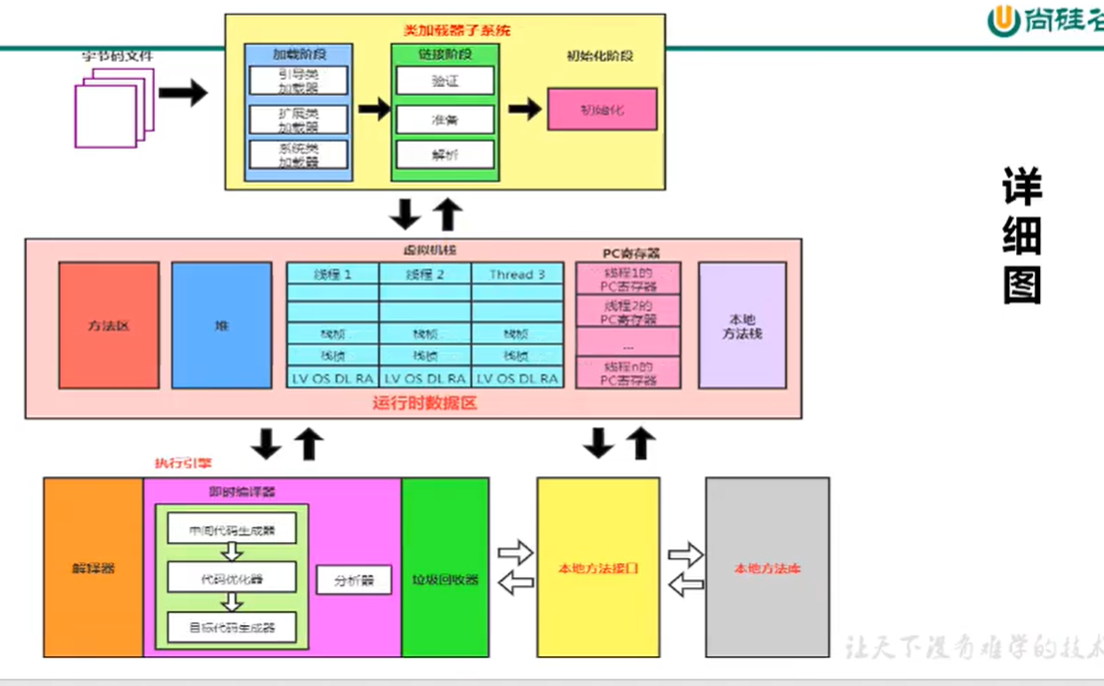 尚硅谷
类加载器子系统
字节码文件
加载阶段
引导类
加载器
扩展类
加载器
系统类
加载器
链接阶段
验证
准备
解析
初始化阶段
初始化
详
细
图
方法区
堆
虚拟机栈
线程 1 线程 2 Thread 3
栈帧 栈帧 栈帧
栈帧 栈帧 栈帧
LV OS DL RA LV OS DL RA LV OS DL RA
PC寄存器
线程1的
PC寄存器
线程2的
PC寄存器
...
线程n的
PC寄存器
本地
方法栈
运行时数据区
执行引擎
解释器
即时编译器
中间代码生成器
代码优化器
目标代码生成器
分析器
垃圾回收器
本地方法接口
本地方法库
让天下没有难学的技术